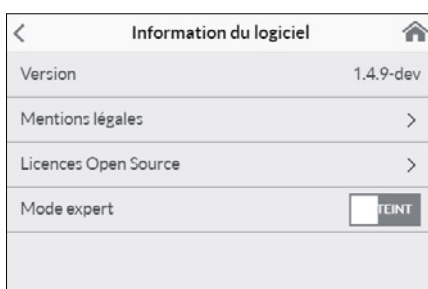 Information du logiciel
Version 1.4.9-dev
Mentions légales
Licences Open Source
Mode expert TEINT